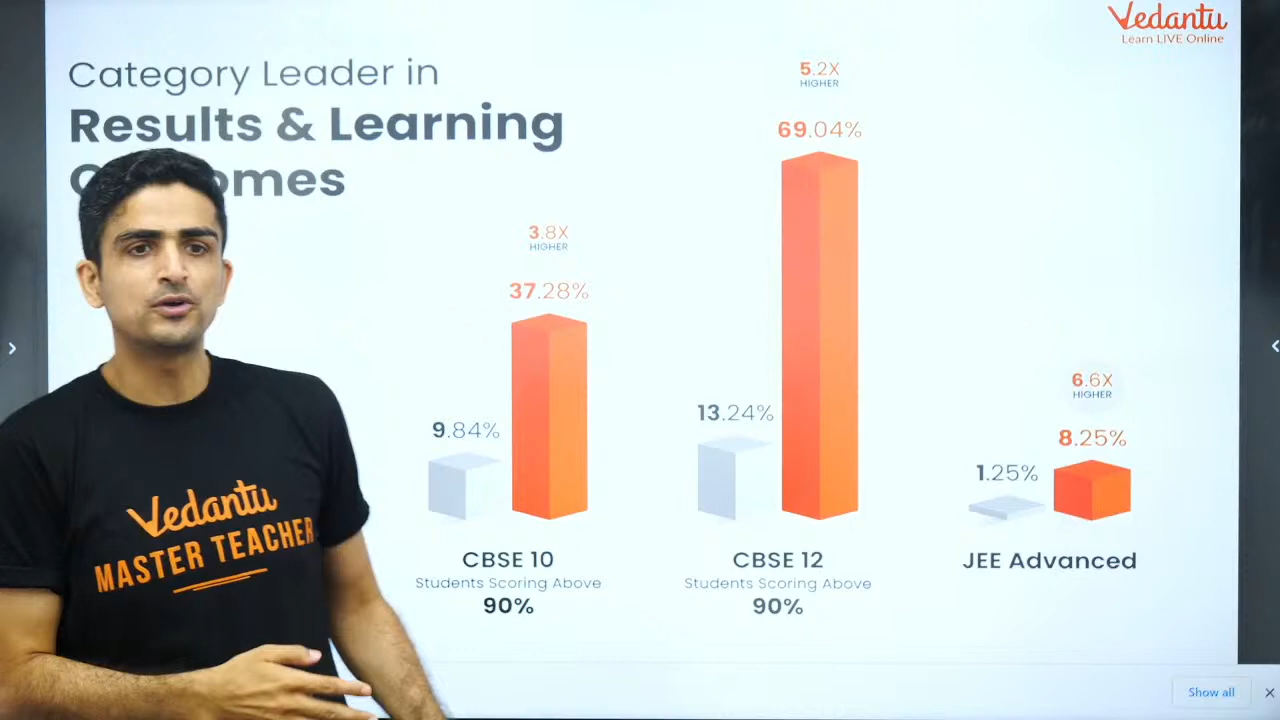 Vedantu
Learn LIVE Online
Category Leader in
Results & Learning
5.2X
HIGHER
69.04%
3.8X
HIGHER
37.28%
9.84%
13.24%
6.6X
HIGHER
8.25%
1.25%
CBSE 10
Students Scoring Above
90%
CBSE 12
Students Scoring Above
90%
JEE Advanced
Vedantu
MASTER TEACHER
Show all